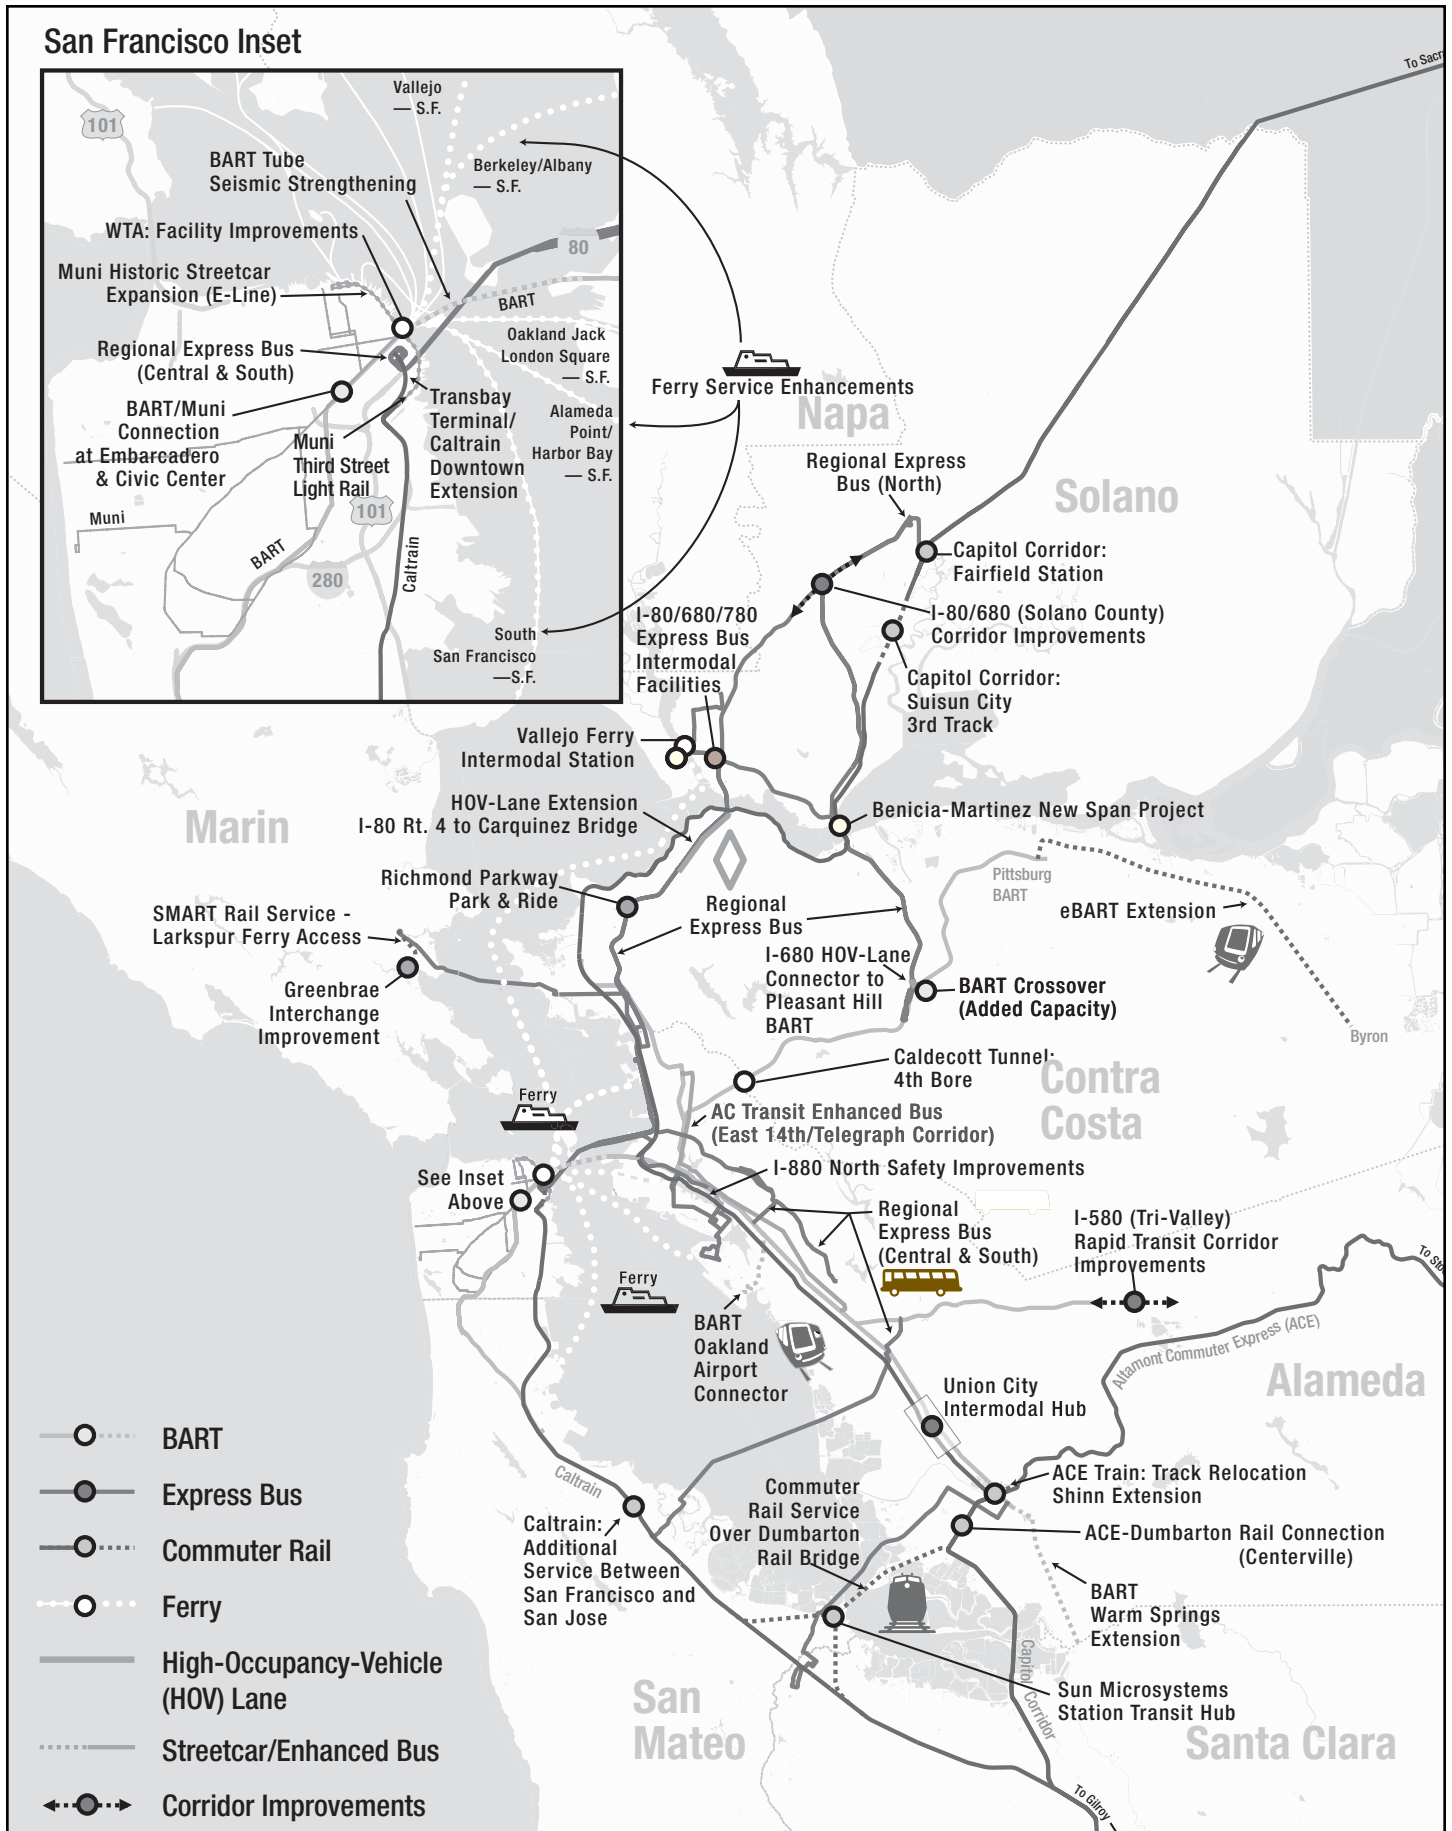 San Francisco Inset
To Sacr
Vallejo
— S.F.
101
BART Tube
Seismic Strengthening
Berkeley/Albany
— S.F.
WTA: Facility Improvements
80
Muni Historic Streetcar
Expansion (E-Line)
BART
Regional Express Bus
(Central & South)
Oakland Jack
London Square
— S.F.
BART/Muni
Connection
at Embarcadero
& Civic Center
Muni
Third Street
Light Rail
Transbay
Terminal/
Caltrain
Downtown
Extension
Alameda
Point/
Harbor Bay
— S.F.
101
Muni
BART
280
Caltrain
South
San Francisco
—S.F.
Ferry Service Enhancements
Napa
Regional Express
Bus (North)
Solano
Capitol Corridor:
Fairfield Station
I-80/680/780
Express Bus
Intermodal
Facilities
I-80/680 (Solano County)
Corridor Improvements
Capitol Corridor:
Suisun City
3rd Track
Vallejo Ferry
Intermodal Station
Marin
HOV-Lane Extension
I-80 Rt. 4 to Carquinez Bridge
Benicia-Martinez New Span Project
Richmond Parkway
Park & Ride
Pittsburg
BART
Regional
Express Bus
eBART Extension
SMART Rail Service -
Larkspur Ferry Access
I-680 HOV-Lane
Connector to
Pleasant Hill
BART
BART Crossover
(Added Capacity)
Greenbrae
Interchange
Improvement
Byron
Caldecott Tunnel:
4th Bore
Contra
Costa
Ferry
AC Transit Enhanced Bus
(East 14th/Telegraph Corridor)
I-880 North Safety Improvements
See Inset
Above
Regional
Express Bus
(Central & South)
I-580 (Tri-Valley)
Rapid Transit Corridor
Improvements
To Sto
Ferry
BART
Oakland
Airport
Connector
Altamont Commuter Express (ACE)
Alameda
Union City
Intermodal Hub
Caltrain
ACE Train: Track Relocation
Shinn Extension
Commuter
Rail Service
Over Dumbarton
Rail Bridge
Caltrain:
Additional
Service Between
San Francisco and
San Jose
ACE-Dumbarton Rail Connection
(Centerville)
BART
Warm Springs
Extension
Capitol Corridor
Sun Microsystems
Station Transit Hub
San
Mateo
Santa Clara
To Gilroy
BART
Express Bus
Commuter Rail
Ferry
High-Occupancy-Vehicle
(HOV) Lane
Streetcar/Enhanced Bus
Corridor Improvements